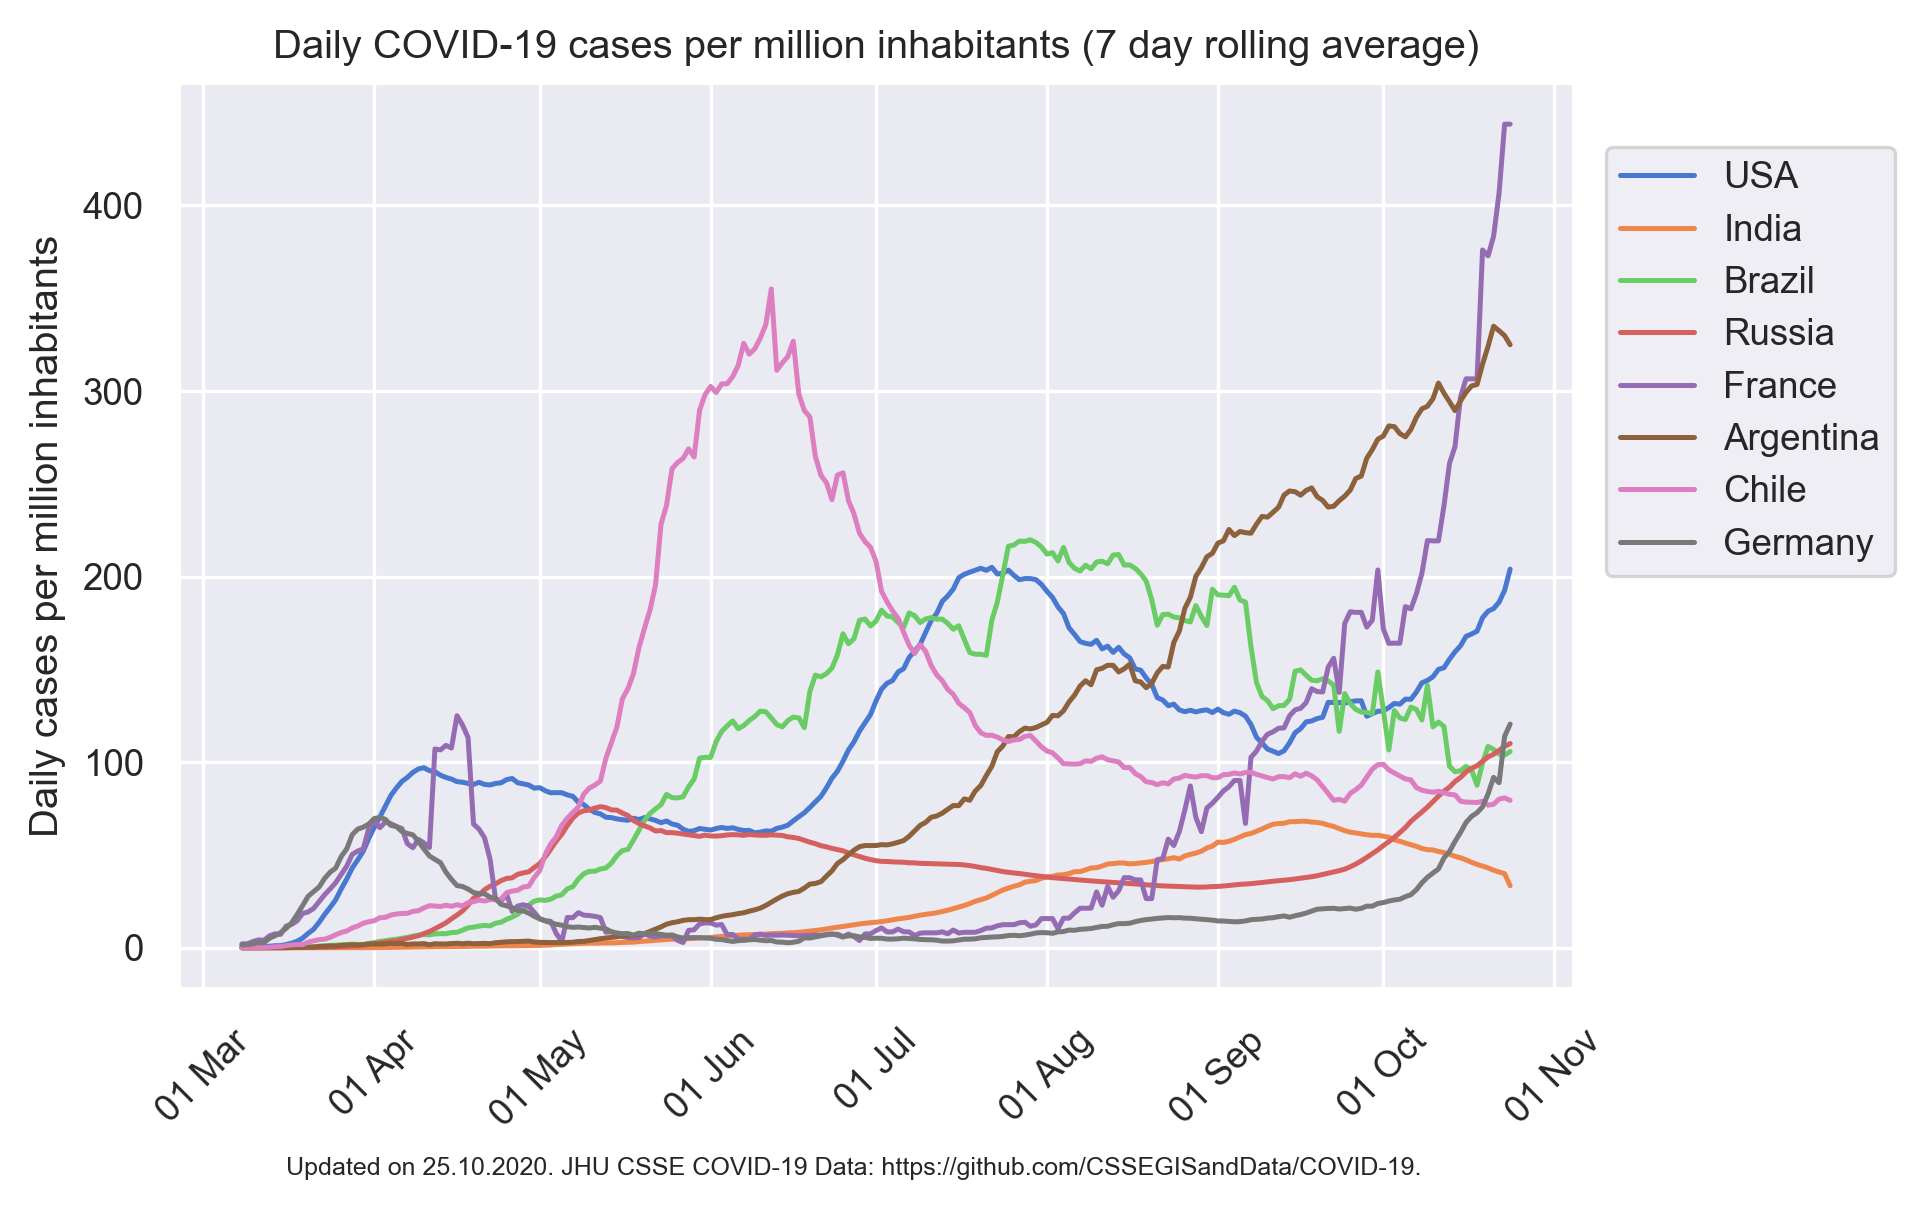 Daily COVID-19 cases per million inhabitants (7 day rolling average)
Daily cases per million inhabitants
400
300
200
100
0
01 Mar
01 Apr
01 May
01 Jun
01 Jul
01 Aug
01 Sep
01 Oct
01 Nov
USA
India
Brazil
Russia
France
Argentina
Chile
Germany
Updated on 25.10.2020. JHU CSSE COVID-19 Data: https://github.com/CSSEGISandData/COVID-19.